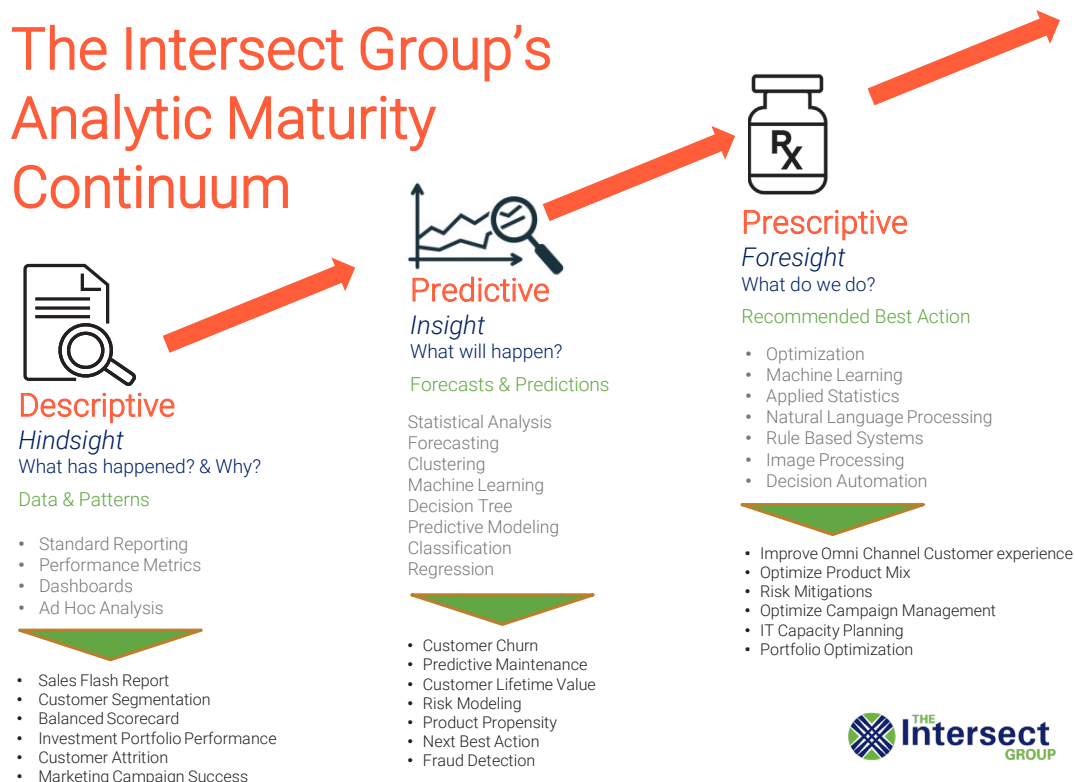 The Intersect Group's
Analytic Maturity
Continuum
Descriptive
Hindsight
What has happened? & Why?
Data & Patterns
• Standard Reporting
• Performance Metrics
• Dashboards
• Ad Hoc Analysis
• Sales Flash Report
• Customer Segmentation
• Balanced Scorecard
• Investment Portfolio Performance
• Customer Attrition
• Marketing Campaign Success
Predictive
Insight
What will happen?
Forecasts & Predictions
Statistical Analysis
Forecasting
Clustering
Machine Learning
Decision Tree
Predictive Modeling
Classification
Regression
• Customer Churn
• Predictive Maintenance
• Customer Lifetime Value
• Risk Modeling
• Product Propensity
• Next Best Action
• Fraud Detection
Rx
Prescriptive
Foresight
What do we do?
Recommended Best Action
• Optimization
• Machine Learning
• Applied Statistics
• Natural Language Processing
• Rule Based Systems
• Image Processing
• Decision Automation
• Improve Omni Channel Customer experience
• Optimize Product Mix
• Risk Mitigations
• Optimize Campaign Management
• IT Capacity Planning
• Portfolio Optimization
THE
Intersect
GROUP